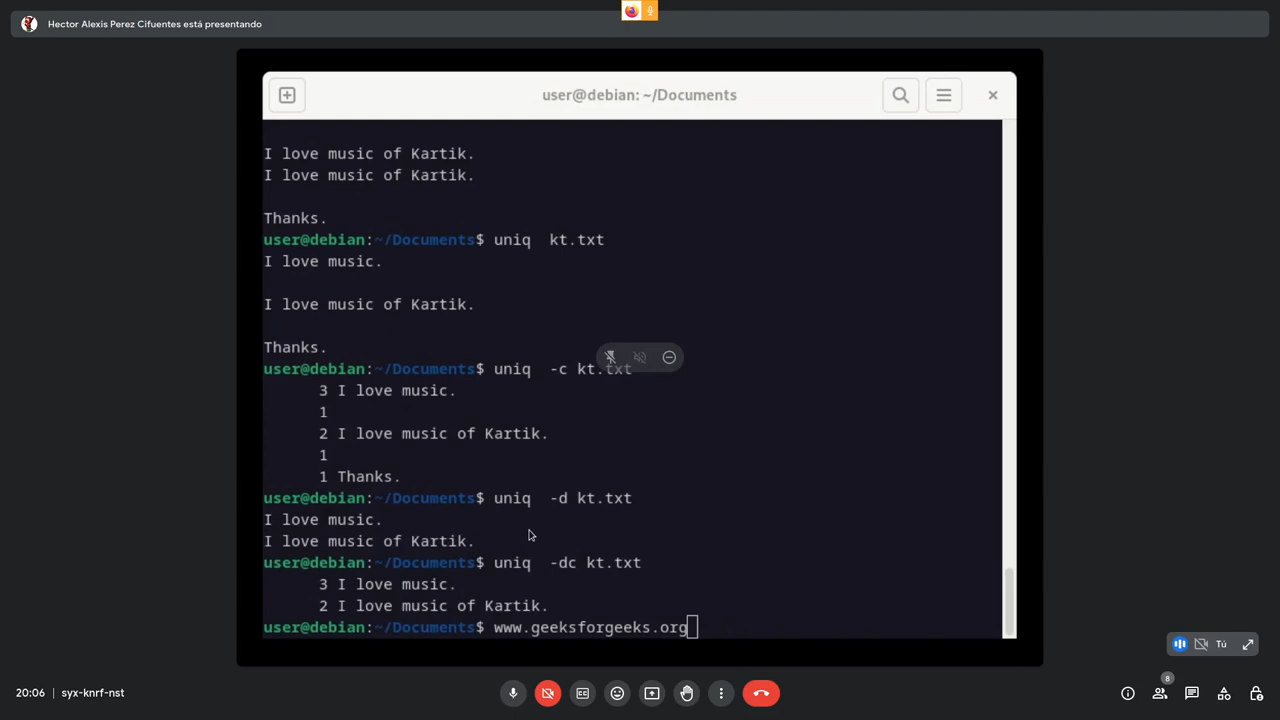 Hector Alexis Perez Cifuentes está presentando
user@debian: ~/Documents
I love music of Kartik.
I love music of Kartik.
Thanks.
user@debian:~/Documents$ uniq  kt.txt
I love music.
I love music of Kartik.
Thanks.
user@debian:~/Documents$ uniq  -c kt.txt
3 I love music.
1
2 I love music of Kartik.
1
1 Thanks.
user@debian:~/Documents$ uniq  -d kt.txt
I love music.
I love music of Kartik.
user@debian:~/Documents$ uniq  -dc kt.txt
3 I love music.
2 I love music of Kartik.
user@debian:~/Documents$ www.geeksforgeeks.org
Tú
8
20:06 syx-knrf-nst